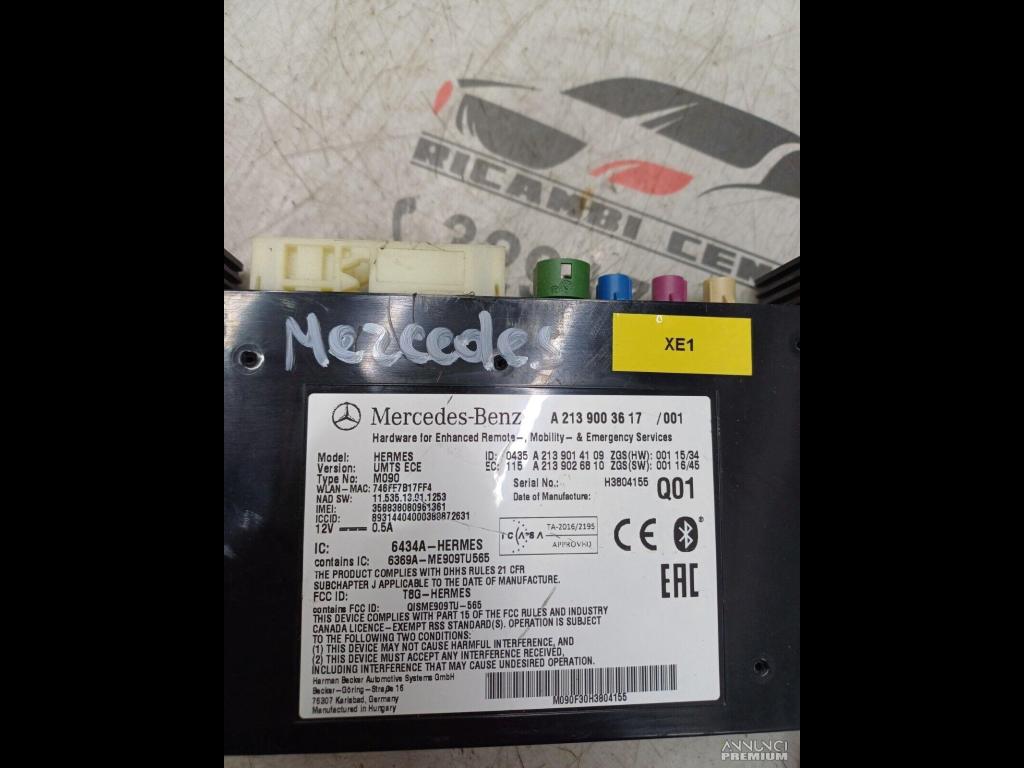 RICAMBI CEN
Mercedes
XE1
Mercedes-Benz A 213 900 36 17 /001
Hardware for Enhanced Remote-, Mobility- & Emergency Services
Model: HERMES ID: 0435 A 213 901 41 09 ZGS(HW): 001 15/34
Version: UMTS ECE EC: 115 A 213 902 68 10 ZGS(SW): 001 16/45
Type No: M090 Serial No.: H3804155 Q01
WLAN-MAC: 746FF7B17FF4
NAD SW: 11.535.13.01.1253 Date of Manufacture:
IMEI: 358838080961361
ICCID: 89314404000380872631
12V 0.5A
ICASA TA-2016/2195
APPROVED
CE
EAC
IC: 6434A-HERMES
contains IC: 6369A-ME909TU565
THE PRODUCT COMPLIES WITH DHHS RULES 21 CFR
SUBCHAPTER J APPLICABLE TO THE DATE OF MANUFACTURE.
FCC ID: T8G-HERMES
contains FCC ID: QISME909TU-565
THIS DEVICE COMPLIES WITH PART 15 OF THE FCC RULES AND INDUSTRY
CANADA LICENCE-EXEMPT RSS STANDARD(S). OPERATION IS SUBJECT
TO THE FOLLOWING TWO CONDITIONS:
(1) THIS DEVICE MAY NOT CAUSE HARMFUL INTERFERENCE, AND
(2) THIS DEVICE MUST ACCEPT ANY INTERFERENCE RECEIVED,
INCLUDING INTERFERENCE THAT MAY CAUSE UNDESIRED OPERATION.
Harman Becker Automotive Systems GmbH
Becker-Göring-Straße 16
76307 Karlsbad, Germany
Manufactured in Hungary
M090F30H3804155
ANNUNCI
PREMIUM